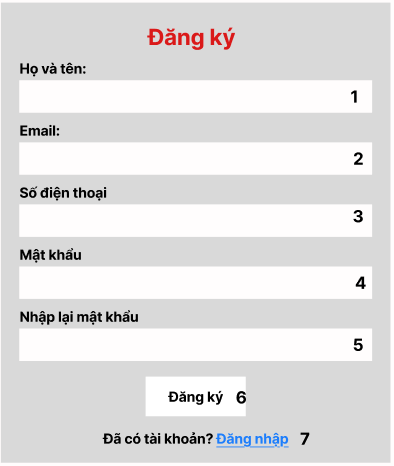 Đăng ký
Họ và tên:
1
Email:
2
Số điện thoại
3
Mật khẩu
4
Nhập lại mật khẩu
5
Đăng ký 6
Đã có tài khoản? Đăng nhập 7